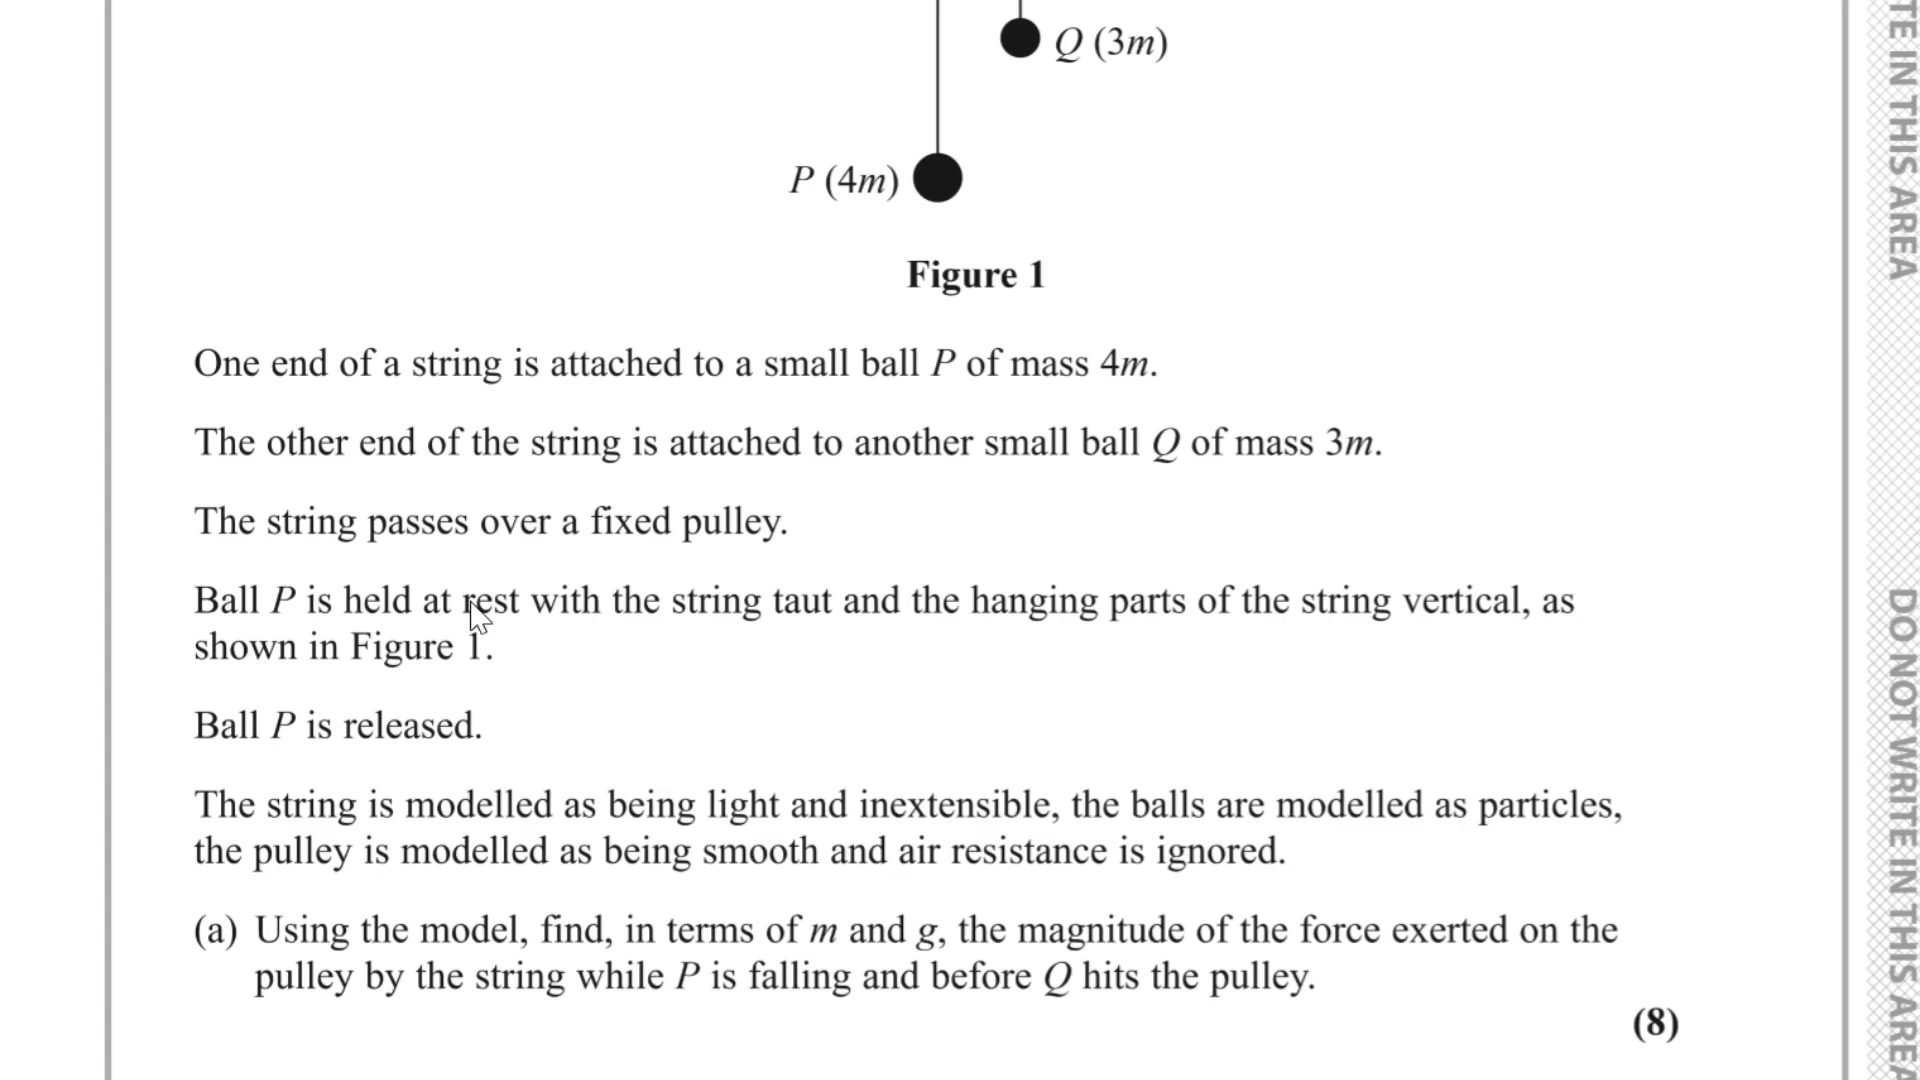 Q (3m)
P (4m)
Figure 1
One end of a string is attached to a small ball P of mass 4m.
The other end of the string is attached to another small ball Q of mass 3m.
The string passes over a fixed pulley.
Ball P is held at rest with the string taut and the hanging parts of the string vertical, as
shown in Figure 1.
Ball P is released.
The string is modelled as being light and inextensible, the balls are modelled as particles,
the pulley is modelled as being smooth and air resistance is ignored.
(a) Using the model, find, in terms of m and g, the magnitude of the force exerted on the
pulley by the string while P is falling and before Q hits the pulley.
(8)
TE IN THIS AREA
DO NOT WRITE IN THIS AREA